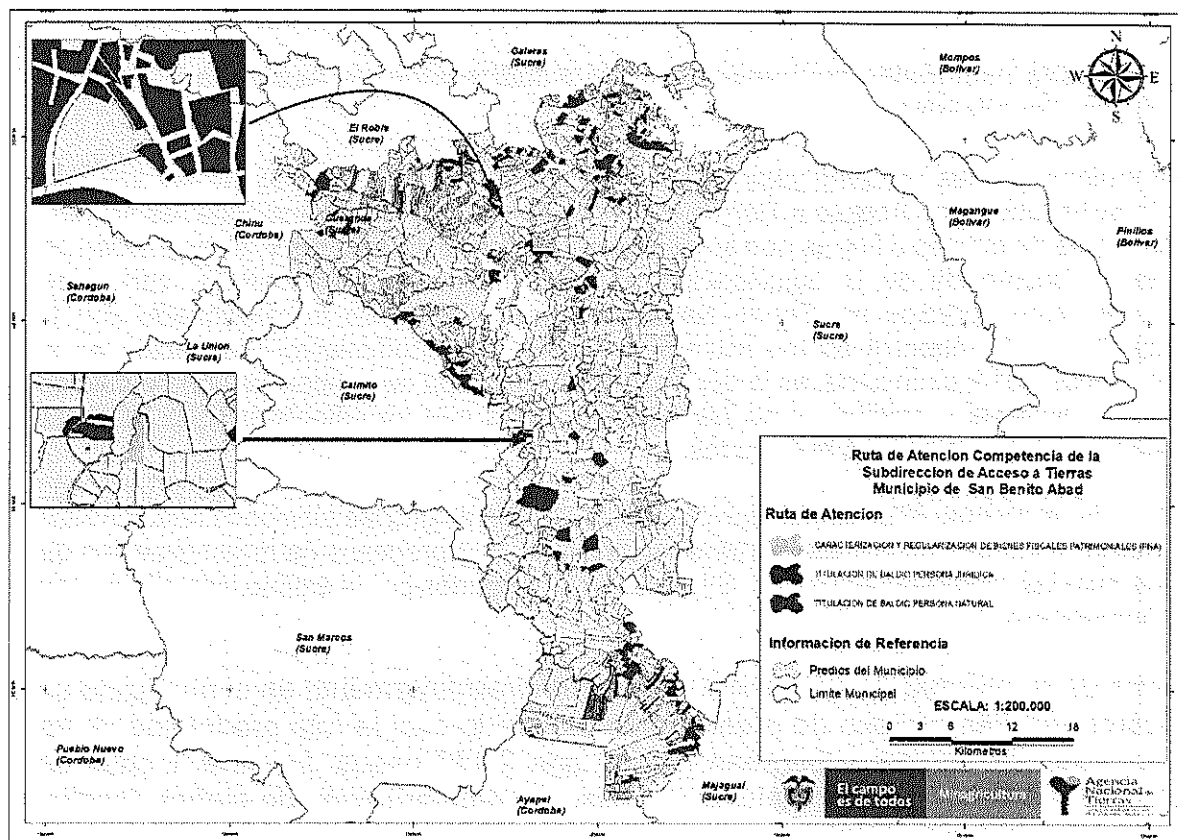 Galeras
(Sucre)
Mompos
(Bolivar)
N
W
E
S
El Roble
(Sucre)
Chinu
(Cordoba)
(Sucre)
Magangue
(Bolivar)
Pinillos
(Bolivar)
Sahagun
(Cordoba)
La Union
(Sucre)
Sucre
(Sucre)
Caimito
(Sucre)
San Marcos
(Sucre)
Pueblo Nuevo
(Cordoba)
Ayapel
(Cordoba)
Majagual
(Sucre)
Ruta de Atencion Competencia de la
Subdireccion de Acceso a Tierras
Municipio de San Benito Abad
Ruta de Atencion
CARACTERIZACION Y REGULARIZACION DE BIENES FISCALES PATRIMONIALES (FNA)
TITULACION DE BALDIO PERSONA JURIDICA
TITULACION DE BALDIO PERSONA NATURAL
Informacion de Referencia
Predios del Municipio
Limite Municipal
ESCALA: 1:200.000
0 3 6 12 18
Kilometros
El campo
es de todos
Minagricultura
Agencia
Nacional de
Tierras